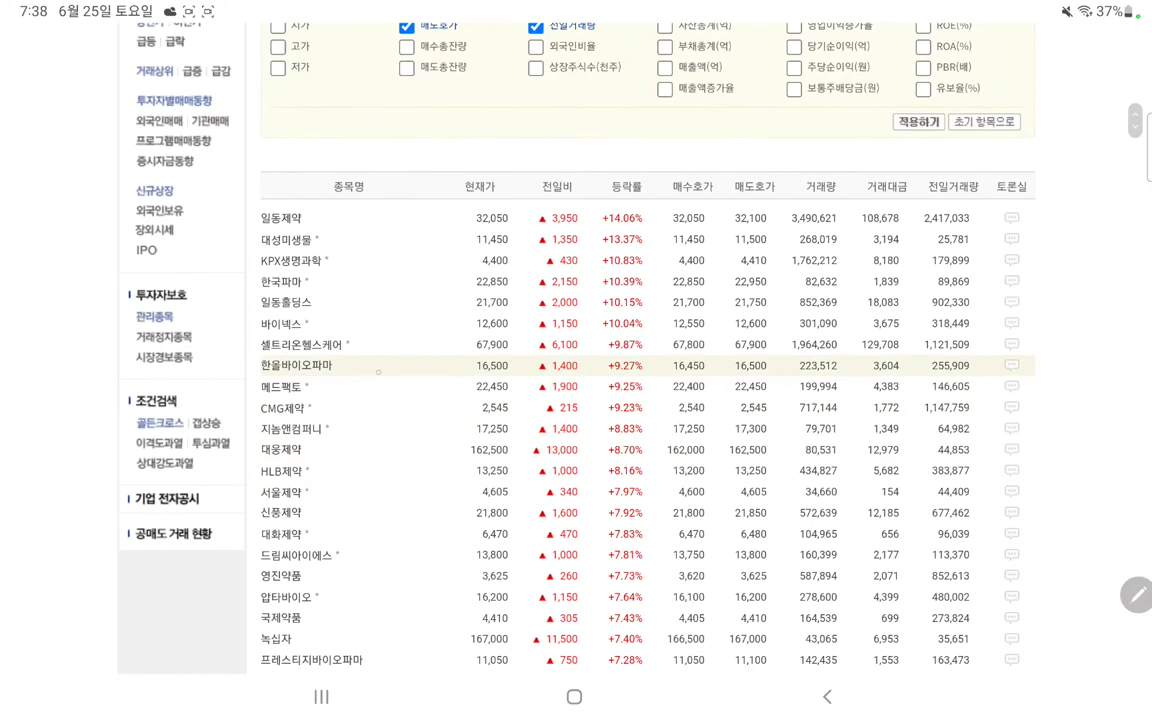 7:38 6월 25일 토요일 37%
급등 급락
거래상위 급증 급감
투자자별매매동향
외국인매매 기관매매
프로그램매매동향
증시자금동향
신규상장
외국인보유
장외시세
IPO
투자자보호
관리종목
거래정지종목
시장경보종목
조건검색
골든크로스 갭상승
이격도과열 투심과열
상대강도과열
기업 전자공시
공매도 거래 현황
시가 매도호가 전일거래량 자산총계(억) 영업이익증가율 ROE(%)
고가 매수총잔량 외국인비율 부채총계(억) 당기순이익(억) ROA(%)
저가 매도총잔량 상장주식수(천주) 매출액(억) 주당순이익(원) PBR(배)
매출액증가율 보통주배당금(원) 유보율(%)
적용하기 초기 항목으로
종목명 현재가 전일비 등락률 매수호가 매도호가 거래량 거래대금 전일거래량 토론실
일동제약 32,050 ▲ 3,950 +14.06% 32,050 32,100 3,490,621 108,678 2,417,033
대성미생물 * 11,450 ▲ 1,350 +13.37% 11,450 11,500 268,019 3,194 25,781
KPX생명과학 * 4,400 ▲ 430 +10.83% 4,400 4,410 1,762,212 8,180 179,899
한국파마 * 22,850 ▲ 2,150 +10.39% 22,850 22,950 82,632 1,839 89,869
일동홀딩스 21,700 ▲ 2,000 +10.15% 21,700 21,750 852,369 18,083 902,330
바이넥스 * 12,600 ▲ 1,150 +10.04% 12,550 12,600 301,090 3,675 318,449
셀트리온헬스케어 * 67,900 ▲ 6,100 +9.87% 67,800 67,900 1,964,260 129,708 1,121,509
한올바이오파마 16,500 ▲ 1,400 +9.27% 16,450 16,500 223,512 3,604 255,909
메드팩토 * 22,450 ▲ 1,900 +9.25% 22,400 22,450 199,994 4,383 146,605
CMG제약 * 2,545 ▲ 215 +9.23% 2,540 2,545 717,144 1,772 1,147,759
지놈앤컴퍼니 * 17,250 ▲ 1,400 +8.83% 17,250 17,300 79,701 1,349 64,982
대웅제약 162,500 ▲ 13,000 +8.70% 162,000 162,500 80,531 12,979 44,853
HLB제약 * 13,250 ▲ 1,000 +8.16% 13,200 13,250 434,827 5,682 383,877
서울제약 * 4,605 ▲ 340 +7.97% 4,600 4,605 34,660 154 44,409
신풍제약 21,800 ▲ 1,600 +7.92% 21,800 21,850 572,639 12,185 677,462
대화제약 * 6,470 ▲ 470 +7.83% 6,470 6,480 104,965 656 96,039
드림씨아이에스 * 13,800 ▲ 1,000 +7.81% 13,750 13,800 160,399 2,177 113,370
영진약품 3,625 ▲ 260 +7.73% 3,620 3,625 587,894 2,071 852,613
압타바이오 * 16,200 ▲ 1,150 +7.64% 16,100 16,200 278,600 4,399 480,002
국제약품 4,410 ▲ 305 +7.43% 4,405 4,410 164,539 699 273,824
녹십자 167,000 ▲ 11,500 +7.40% 166,500 167,000 43,065 6,953 35,651
프레스티지바이오파마 11,050 ▲ 750 +7.28% 11,050 11,100 142,435 1,553 163,473